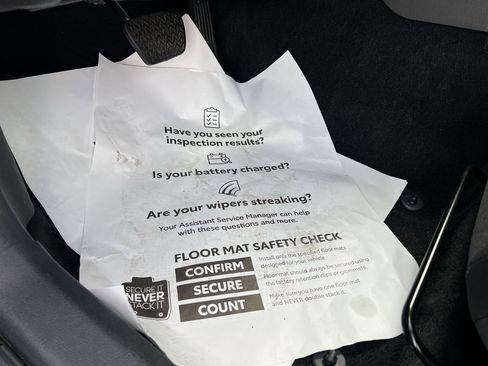 Have you seen your
inspection results?
Is your battery charged?
Are your wipers streaking?
Your Assistant Service Manager can help
with these questions and more.
FLOOR MAT SAFETY CHECK
CONFIRM
Install only the specified floor mats
designed for your vehicle.
SECURE
Floor mat should always be secured using
the factory retention clips or grommets.
COUNT
Make sure you have one floor mat
and NEVER double stack it.
SECURE IT
NEVER
STACK IT